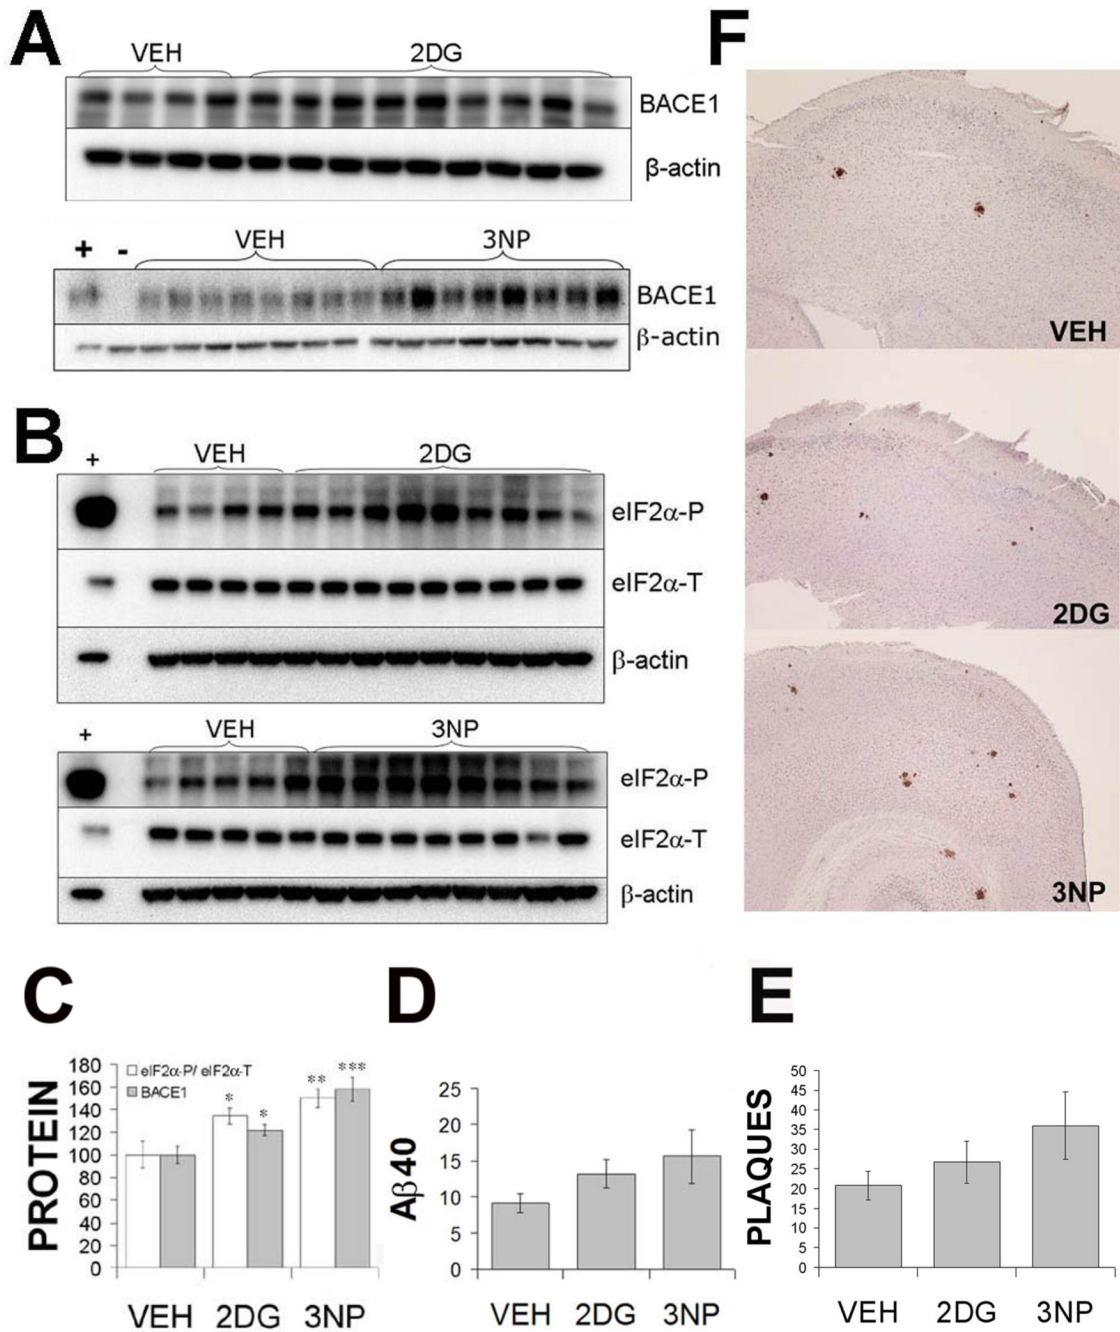 A
VEH 2DG
BACE1
β-actin
+ - VEH 3NP
BACE1
β-actin
B
+ VEH 2DG
eIF2α-P
eIF2α-T
β-actin
+ VEH 3NP
eIF2α-P
eIF2α-T
β-actin
F
VEH
2DG
3NP
C
PROTEIN
180
160
140
120
100
80
60
40
20
0
eIF2α-P/ eIF2α-T
BACE1
*
*
**
***
VEH 2DG 3NP
D
Aβ40
25
20
15
10
5
0
VEH 2DG 3NP
E
PLAQUES
50
45
40
35
30
25
20
15
10
5
0
VEH 2DG 3NP